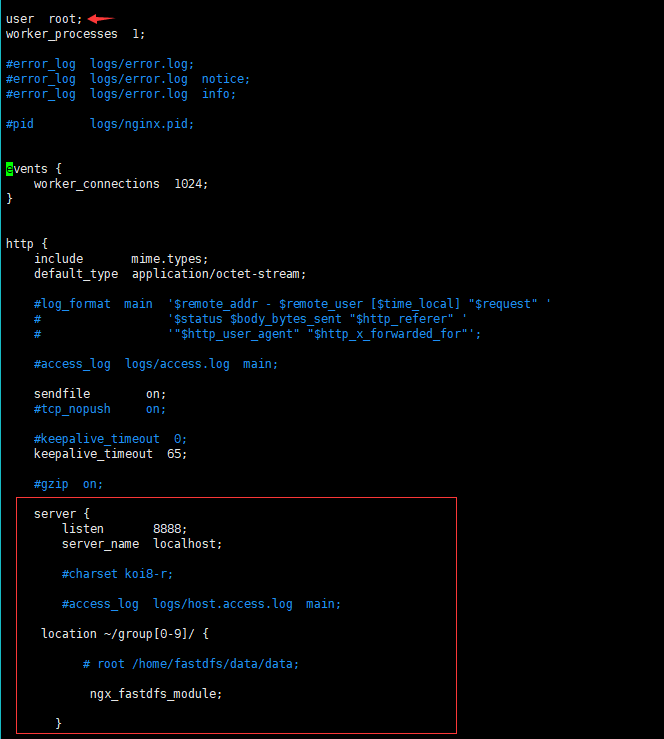 user  root;
worker_processes  1;
#error_log  logs/error.log;
#error_log  logs/error.log  notice;
#error_log  logs/error.log  info;
#pid        logs/nginx.pid;
events {
    worker_connections  1024;
}
http {
    include       mime.types;
    default_type  application/octet-stream;
    #log_format  main  '$remote_addr - $remote_user [$time_local] "$request" '
    #                  '$status $body_bytes_sent "$http_referer" '
    #                  '"$http_user_agent" "$http_x_forwarded_for"';
    #access_log  logs/access.log  main;
    sendfile        on;
    #tcp_nopush     on;
    #keepalive_timeout  0;
    keepalive_timeout  65;
    #gzip  on;
    server {
        listen       8888;
        server_name  localhost;
        #charset koi8-r;
        #access_log  logs/host.access.log  main;
     location ~/group[0-9]/ {
           # root /home/fastdfs/data/data;
            ngx_fastdfs_module;
       }